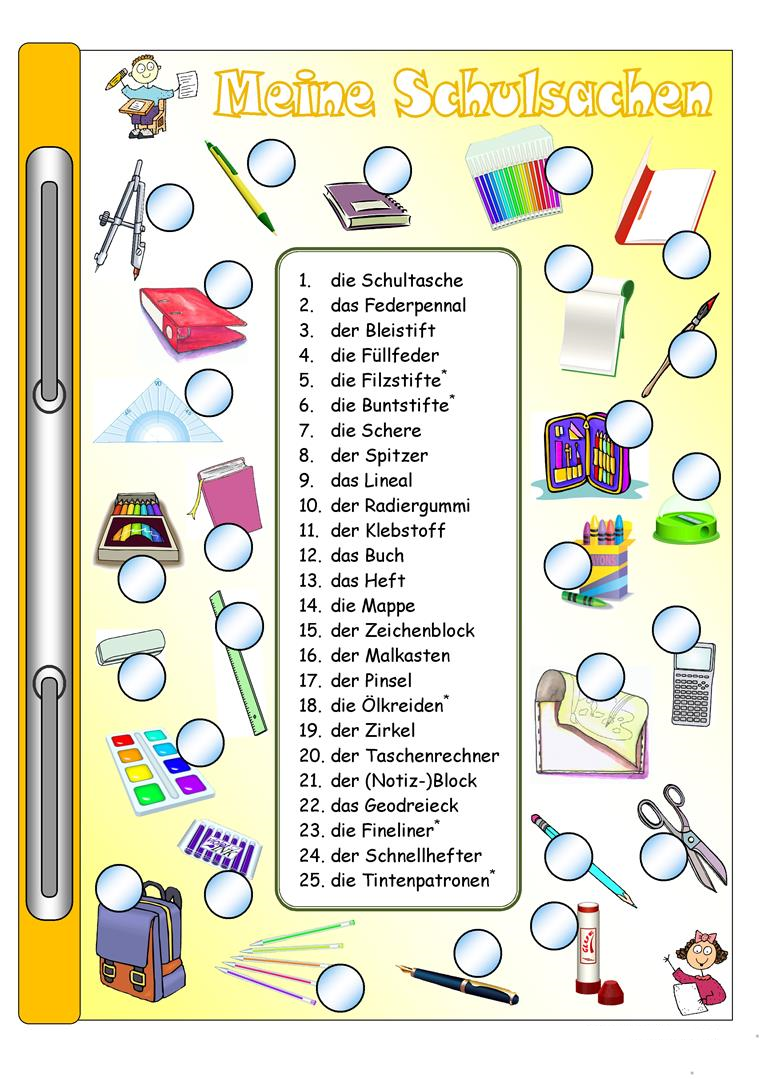 Meine Schulsachen
1. die Schultasche
2. das Federpennal
3. der Bleistift
4. die Füllfeder
5. die Filzstifte*
6. die Buntstifte*
7. die Schere
8. der Spitzer
9. das Lineal
10. der Radiergummi
11. der Klebstoff
12. das Buch
13. das Heft
14. die Mappe
15. der Zeichenblock
16. der Malkasten
17. der Pinsel
18. die Ölkreiden*
19. der Zirkel
20. der Taschenrechner
21. der (Notiz-)Block
22. das Geodreieck
23. die Fineliner*
24. der Schnellhefter
25. die Tintenpatronen*
90
45
45